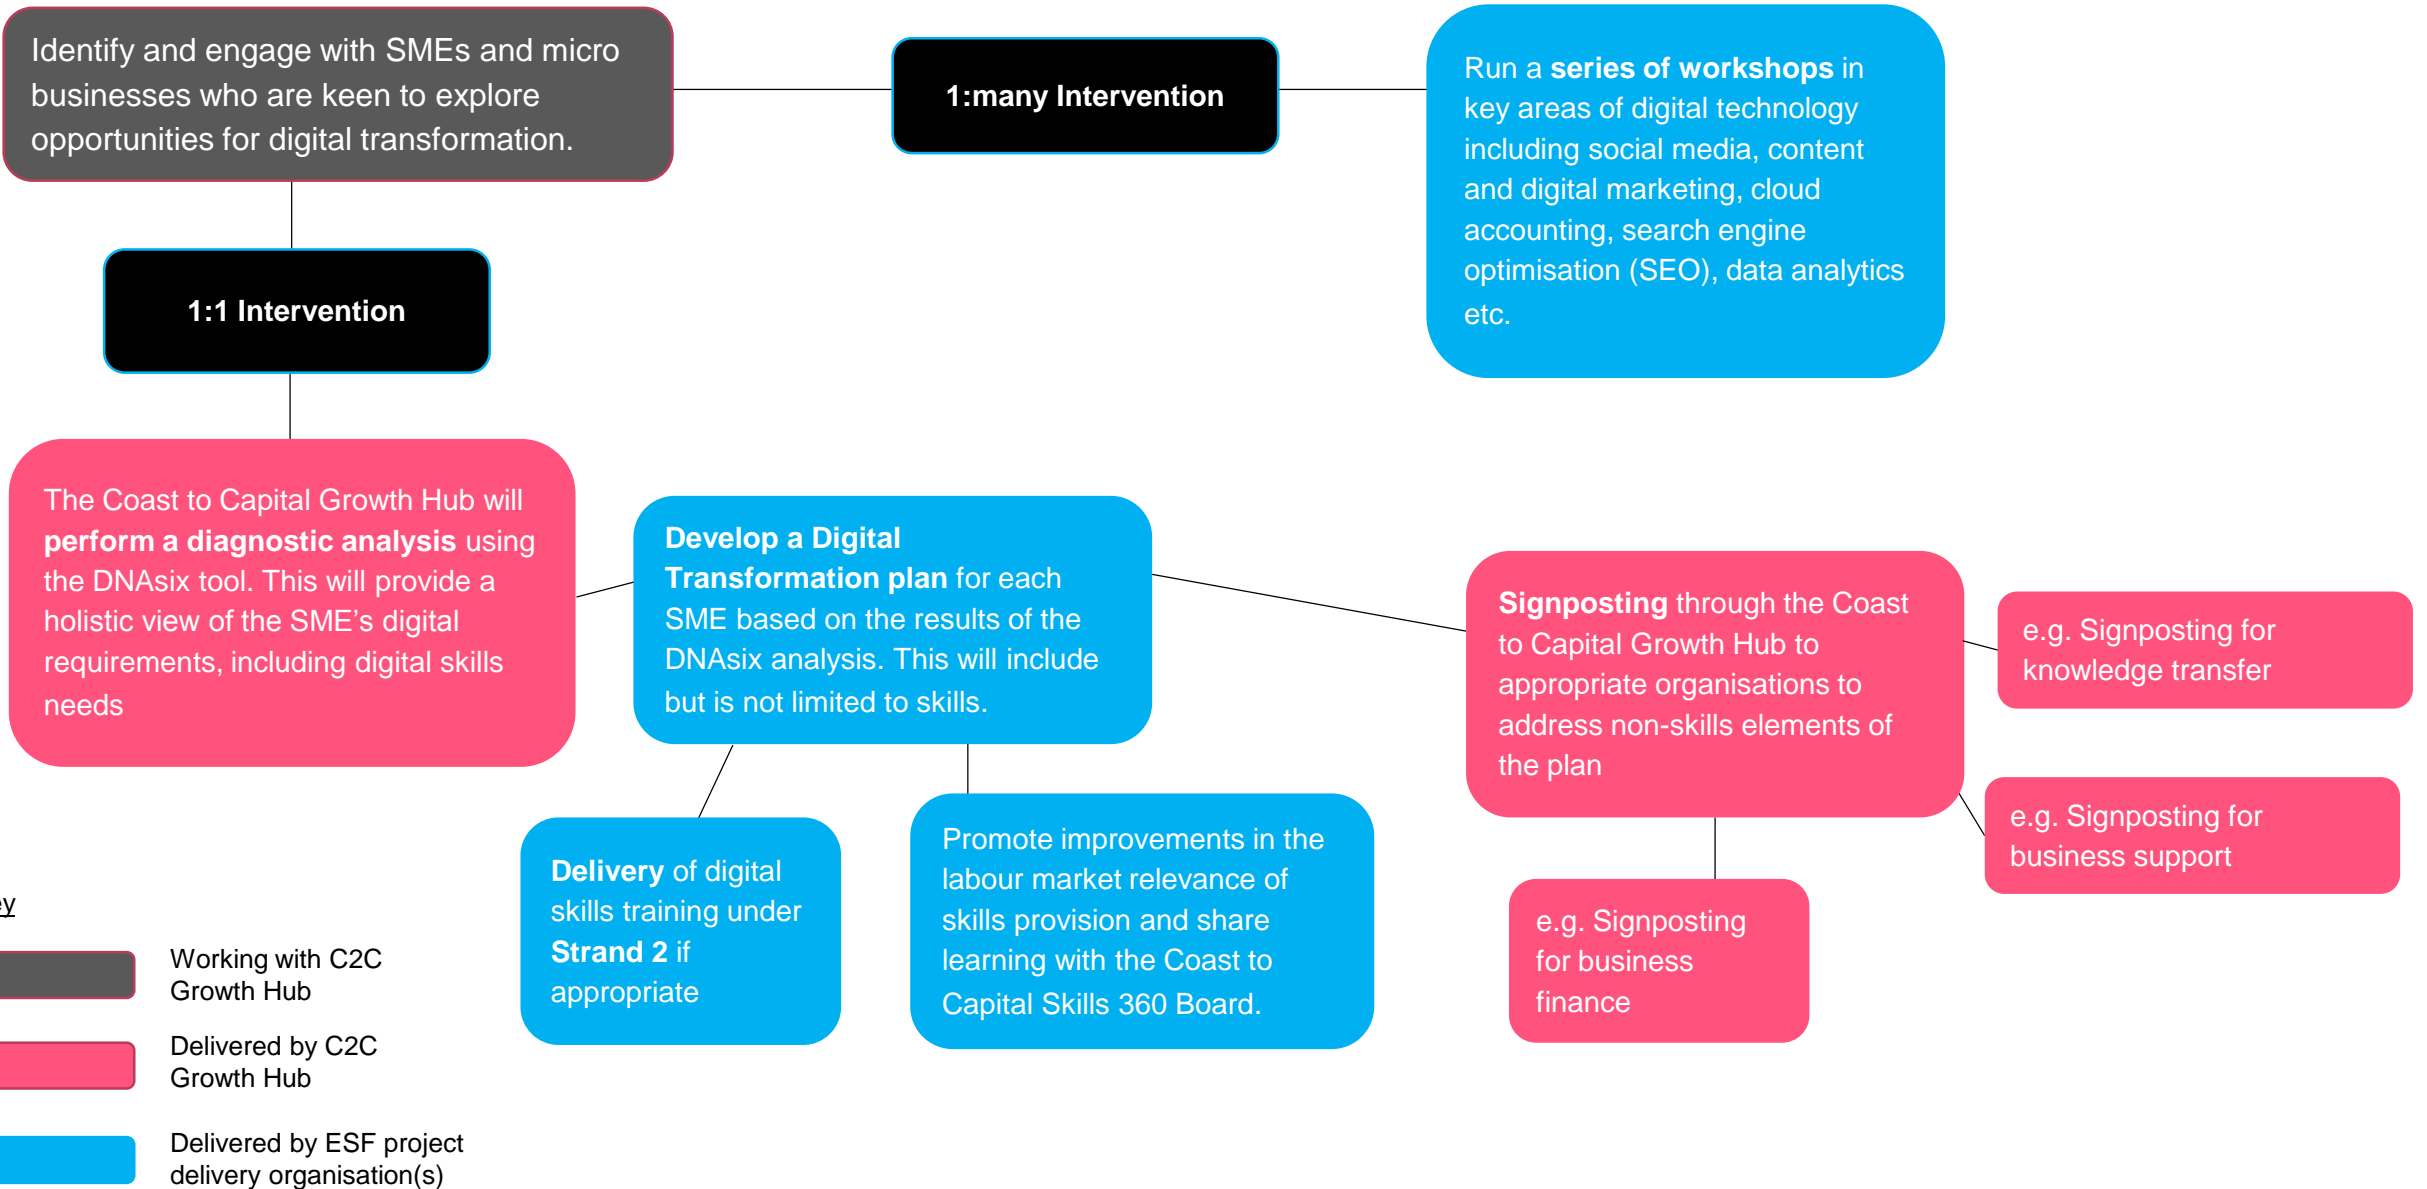 Identify and engage with SMEs and micro
businesses who are keen to explore
opportunities for digital transformation.
1:many Intervention
Run a series of workshops in
key areas of digital technology
including social media, content
and digital marketing, cloud
accounting, search engine
optimisation (SEO), data analytics
etc.
1:1 Intervention
The Coast to Capital Growth Hub will
perform a diagnostic analysis using
the DNAsix tool. This will provide a
holistic view of the SME’s digital
requirements, including digital skills
needs
Develop a Digital
Transformation plan for each
SME based on the results of the
DNAsix analysis. This will include
but is not limited to skills.
Signposting through the Coast
to Capital Growth Hub to
appropriate organisations to
address non-skills elements of
the plan
e.g. Signposting for
knowledge transfer
e.g. Signposting for
business support
e.g. Signposting
for business
finance
Delivery of digital
skills training under
Strand 2 if
appropriate
Promote improvements in the
labour market relevance of
skills provision and share
learning with the Coast to
Capital Skills 360 Board.
Working with C2C
Growth Hub
Delivered by C2C
Growth Hub
Delivered by ESF project
delivery organisation(s)